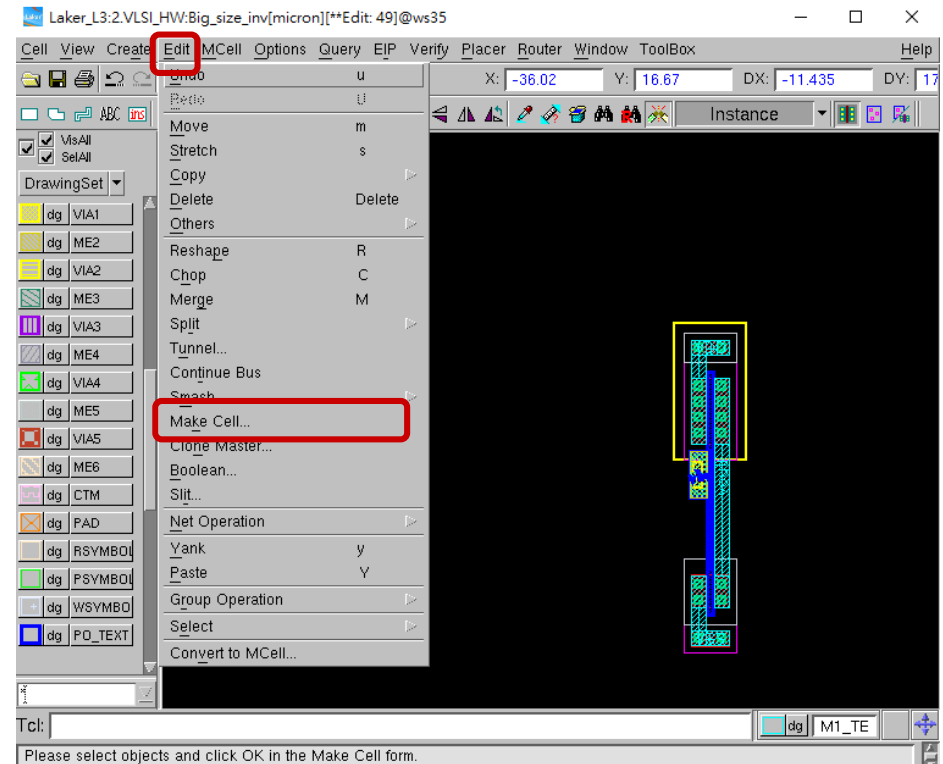 Laker_L3:2.VLSI_HW:Big_size_inv[micron][**Edit: 49]@ws35
Cell View Create Edit MCell Options Query EIP Verify Placer Router Window ToolBox Help
X: -36.02 Y: 16.67 DX: -11.435 DY: 17
ABC ins
Instance
VisAll
SelAll
DrawingSet
dg VIA1
dg ME2
dg VIA2
dg ME3
dg VIA3
dg ME4
dg VIA4
dg ME5
dg VIA5
dg ME6
dg CTM
dg PAD
dg RSYMBOL
dg PSYMBOL
dg WSYMBO
dg PO_TEXT
Undo u
Redo U
Move m
Stretch s
Copy
Delete Delete
Others
Reshape R
Chop C
Merge M
Split
Tunnel...
Continue Bus
Smash
Make Cell...
Clone Master...
Boolean...
Slit...
Net Operation
Yank y
Paste Y
Group Operation
Select
Convert to MCell...
Tcl:
dg M1_TE
Please select objects and click OK in the Make Cell form.